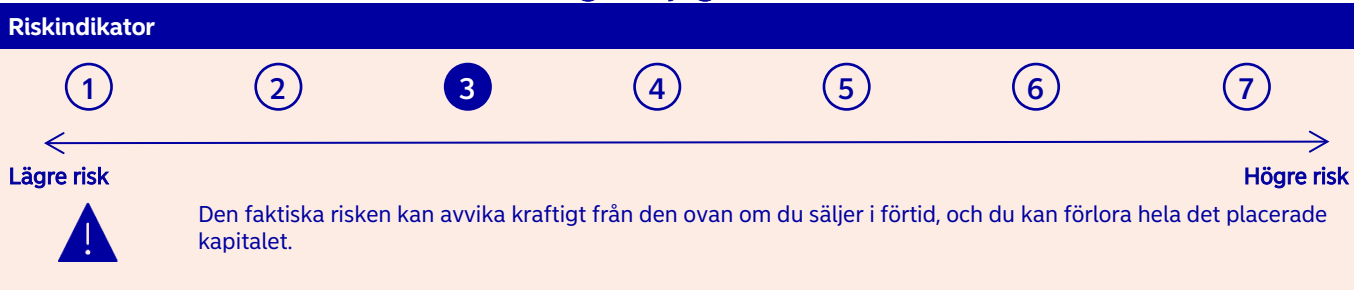 Riskindikator
1 2 3 4 5 6 7
Lägre risk Högre risk
Den faktiska risken kan avvika kraftigt från den ovan om du säljer i förtid, och du kan förlora hela det placerade
kapitalet.